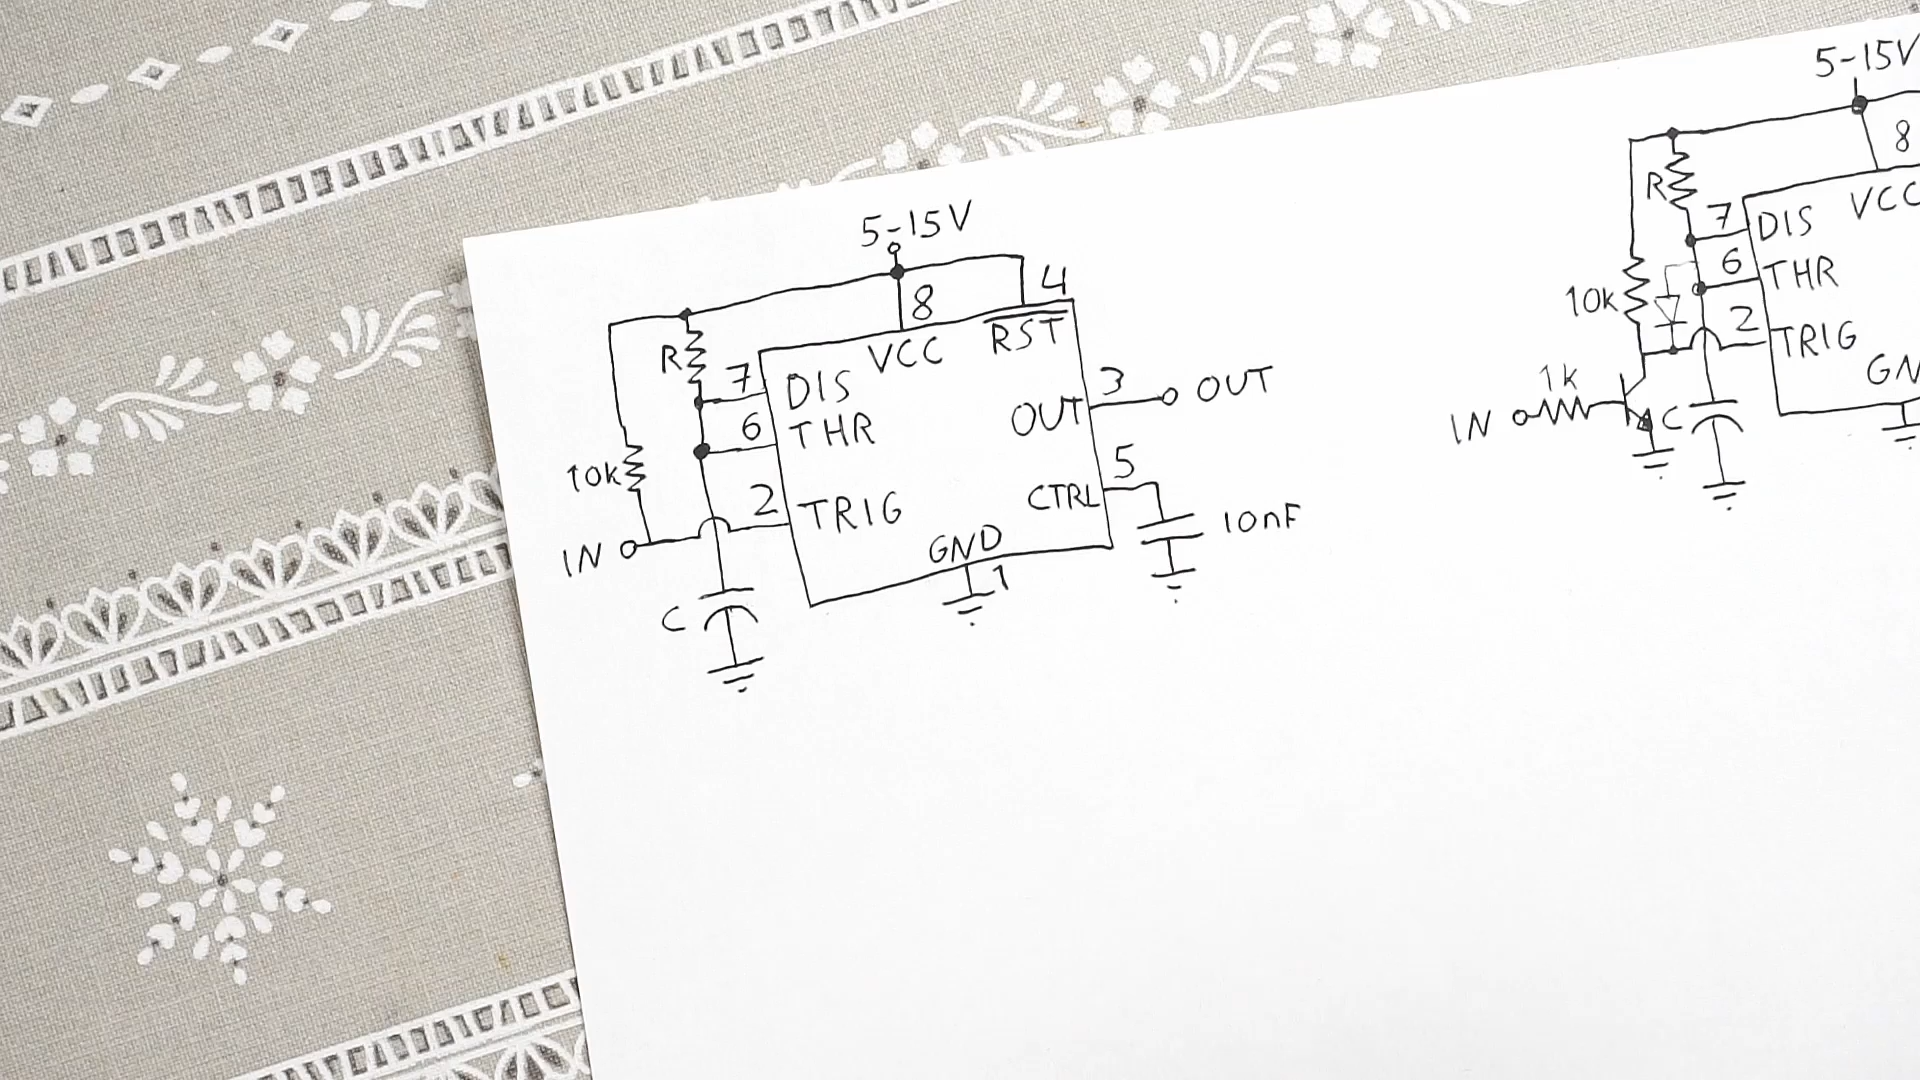 5-15V
8
4
VCC
RST
R
7
DIS
6
THR
3
OUT
OUT
10k
2
TRIG
5
CTRL
10nF
IN
GND
1
C
5-15V
8
R
7
DIS
VCC
6
THR
10k
2
TRIG
1k
IN
C